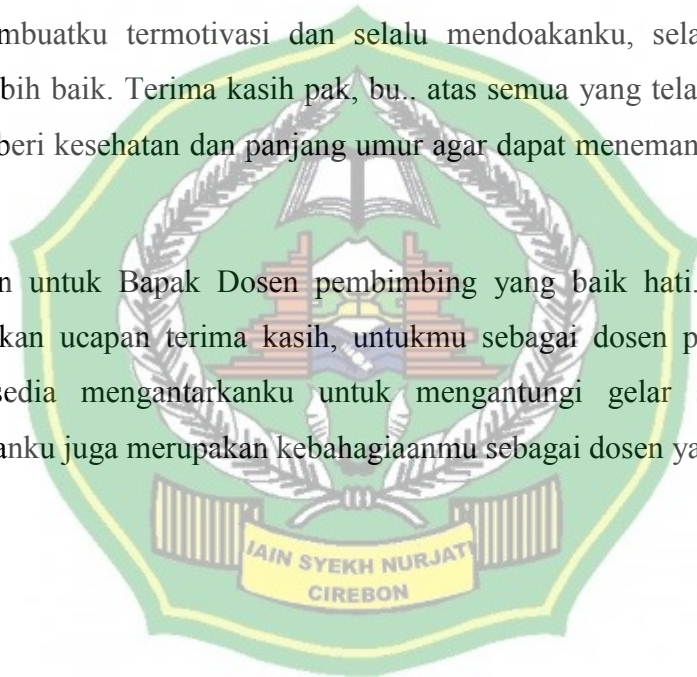 mbuatku termotivasi dan selalu mendoakanku, sela
bih baik. Terima kasih pak, bu.. atas semua yang tela
beri kesehatan dan panjang umur agar dapat meneman
n untuk Bapak Dosen pembimbing yang baik hati.
kan ucapan terima kasih, untukmu sebagai dosen p
sedia mengantarkanku untuk mengantungi gelar
anku juga merupakan kebahagiaanmu sebagai dosen ya
IAIN SYEKH NURJATI
CIREBON